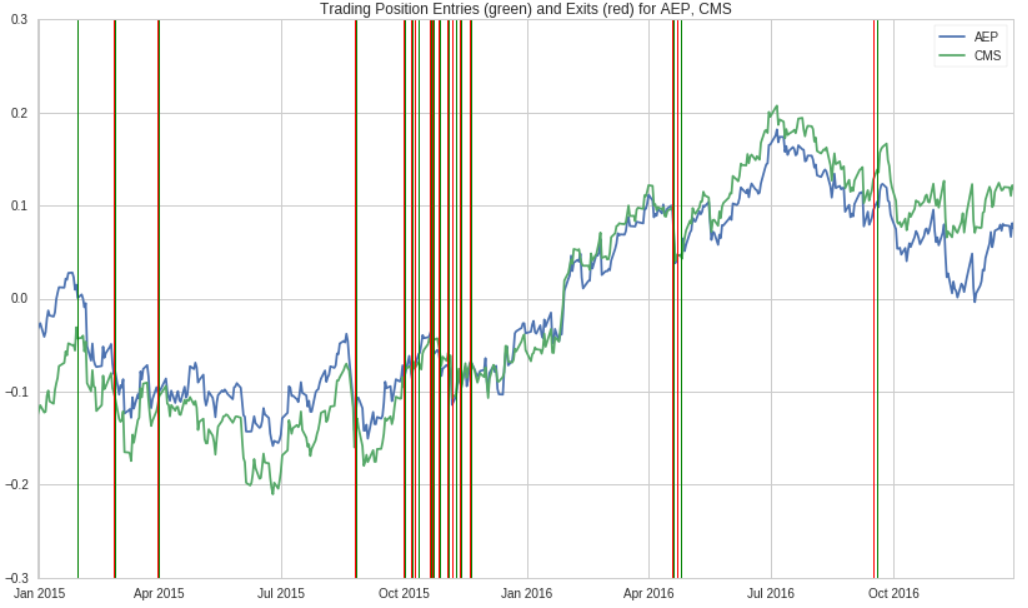 Trading Position Entries (green) and Exits (red) for AEP, CMS
0.3
AEP
CMS
0.2
0.1
0.0
−0.1
−0.2
−0.3
Jan 2015 Apr 2015 Jul 2015 Oct 2015 Jan 2016 Apr 2016 Jul 2016 Oct 2016